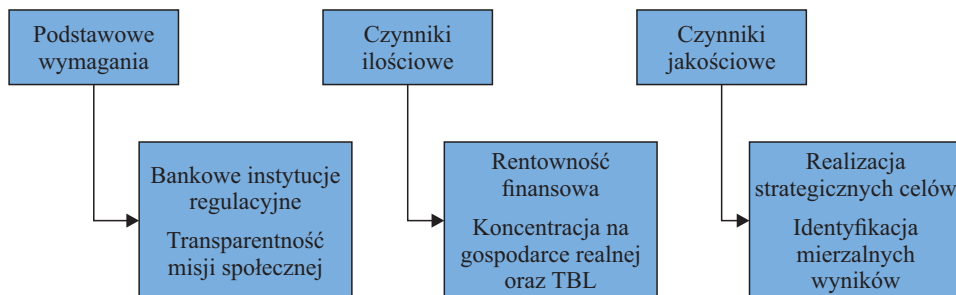 Podstawowe
wymagania
Czynniki
ilościowe
Czynniki
jakościowe
Bankowe instytucje
regulacyjne
Transparentność
misji społecznej
Rentowność
finansowa
Koncentracja na
gospodarce realnej
oraz TBL
Realizacja
strategicznych celów
Identyfikacja
mierzalnych
wyników